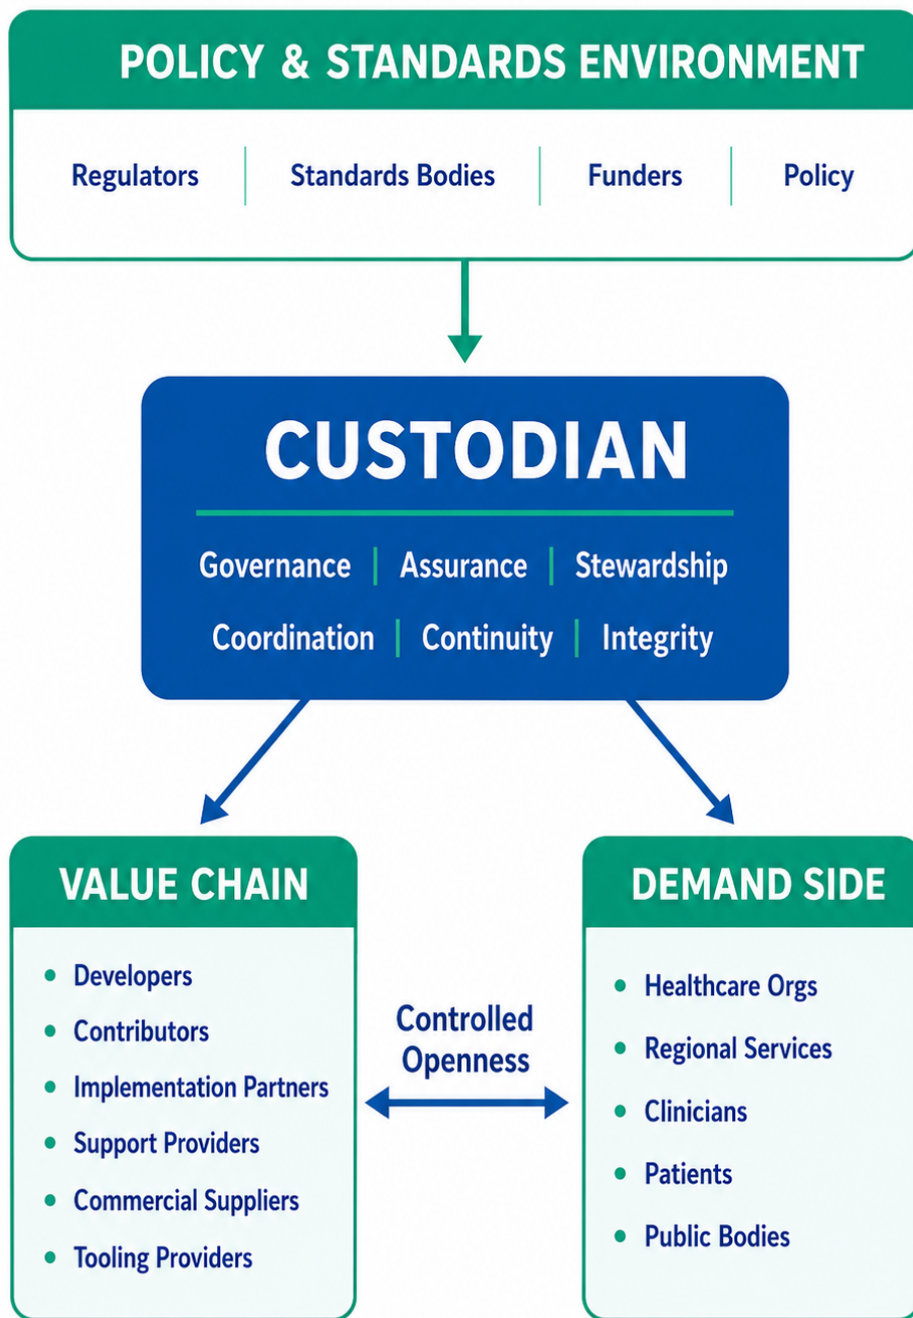 POLICY & STANDARDS ENVIRONMENT
Regulators | Standards Bodies | Funders | Policy
CUSTODIAN
Governance | Assurance | Stewardship
Coordination | Continuity | Integrity
VALUE CHAIN
• Developers
• Contributors
• Implementation Partners
• Support Providers
• Commercial Suppliers
• Tooling Providers
Controlled
Openness
DEMAND SIDE
• Healthcare Orgs
• Regional Services
• Clinicians
• Patients
• Public Bodies